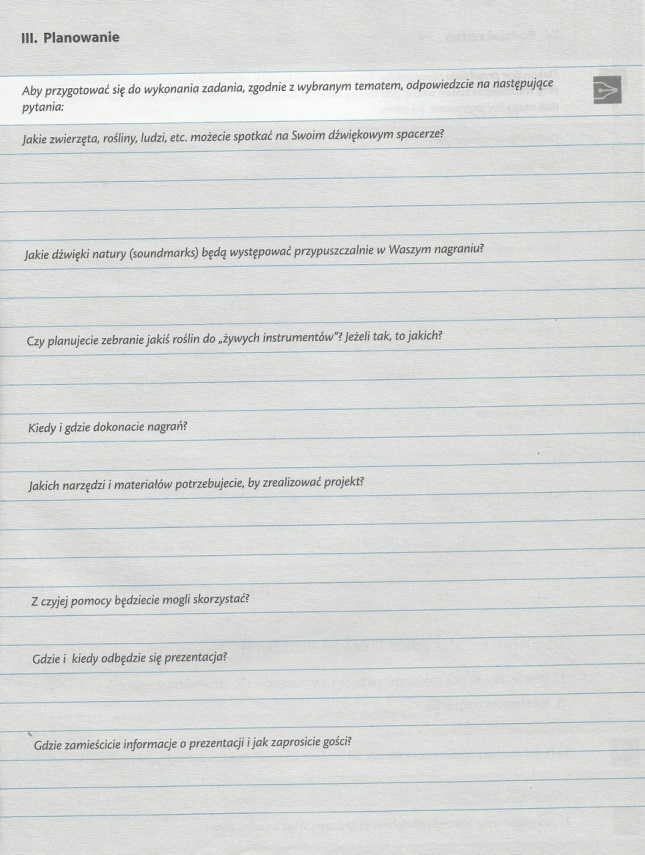 III. Planowanie
Aby przygotować się do wykonania zadania, zgodnie z wybranym tematem, odpowiedzcie na następujące
pytania:
Jakie zwierzęta, rośliny, ludzi, etc. możecie spotkać na Swoim dźwiękowym spacerze?
Jakie dźwięki natury (soundmarks) będą występować przypuszczalnie w Waszym nagraniu?
Czy planujecie zebranie jakiś roślin do „żywych instrumentów”? Jeżeli tak, to jakich?
Kiedy i gdzie dokonacie nagrań?
Jakich narzędzi i materiałów potrzebujecie, by zrealizować projekt?
Z czyjej pomocy będziecie mogli skorzystać?
Gdzie i kiedy odbędzie się prezentacja?
Gdzie zamieścicie informacje o prezentacji i jak zaprosicie gości?